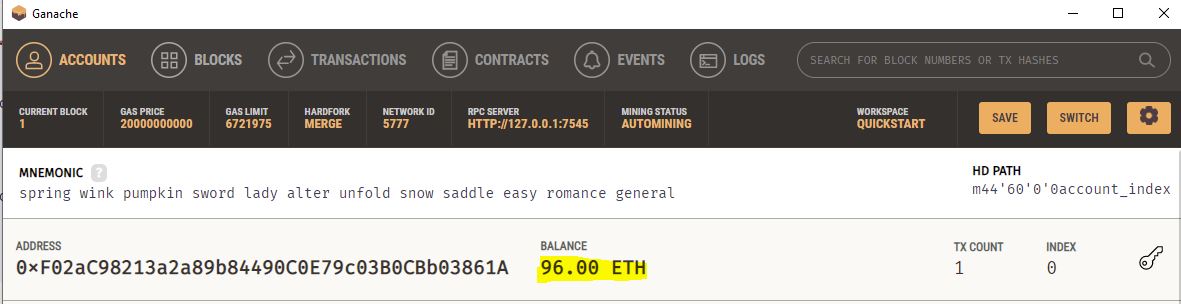 Ganache
ACCOUNTS BLOCKS TRANSACTIONS CONTRACTS EVENTS LOGS SEARCH FOR BLOCK NUMBERS OR TX HASHES
CURRENT BLOCK GAS PRICE GAS LIMIT HARDFORK NETWORK ID RPC SERVER MINING STATUS WORKSPACE
1 20000000000 6721975 MERGE 5777 HTTP://127.0.0.1:7545 AUTOMINING QUICKSTART SAVE SWITCH
MNEMONIC ? HD PATH
spring wink pumpkin sword lady alter unfold snow saddle easy romance general m44'60'0'0account_index
ADDRESS BALANCE TX COUNT INDEX
0×F02aC98213a2a89b84490C0E79c03B0CBb03861A 96.00 ETH 1 0